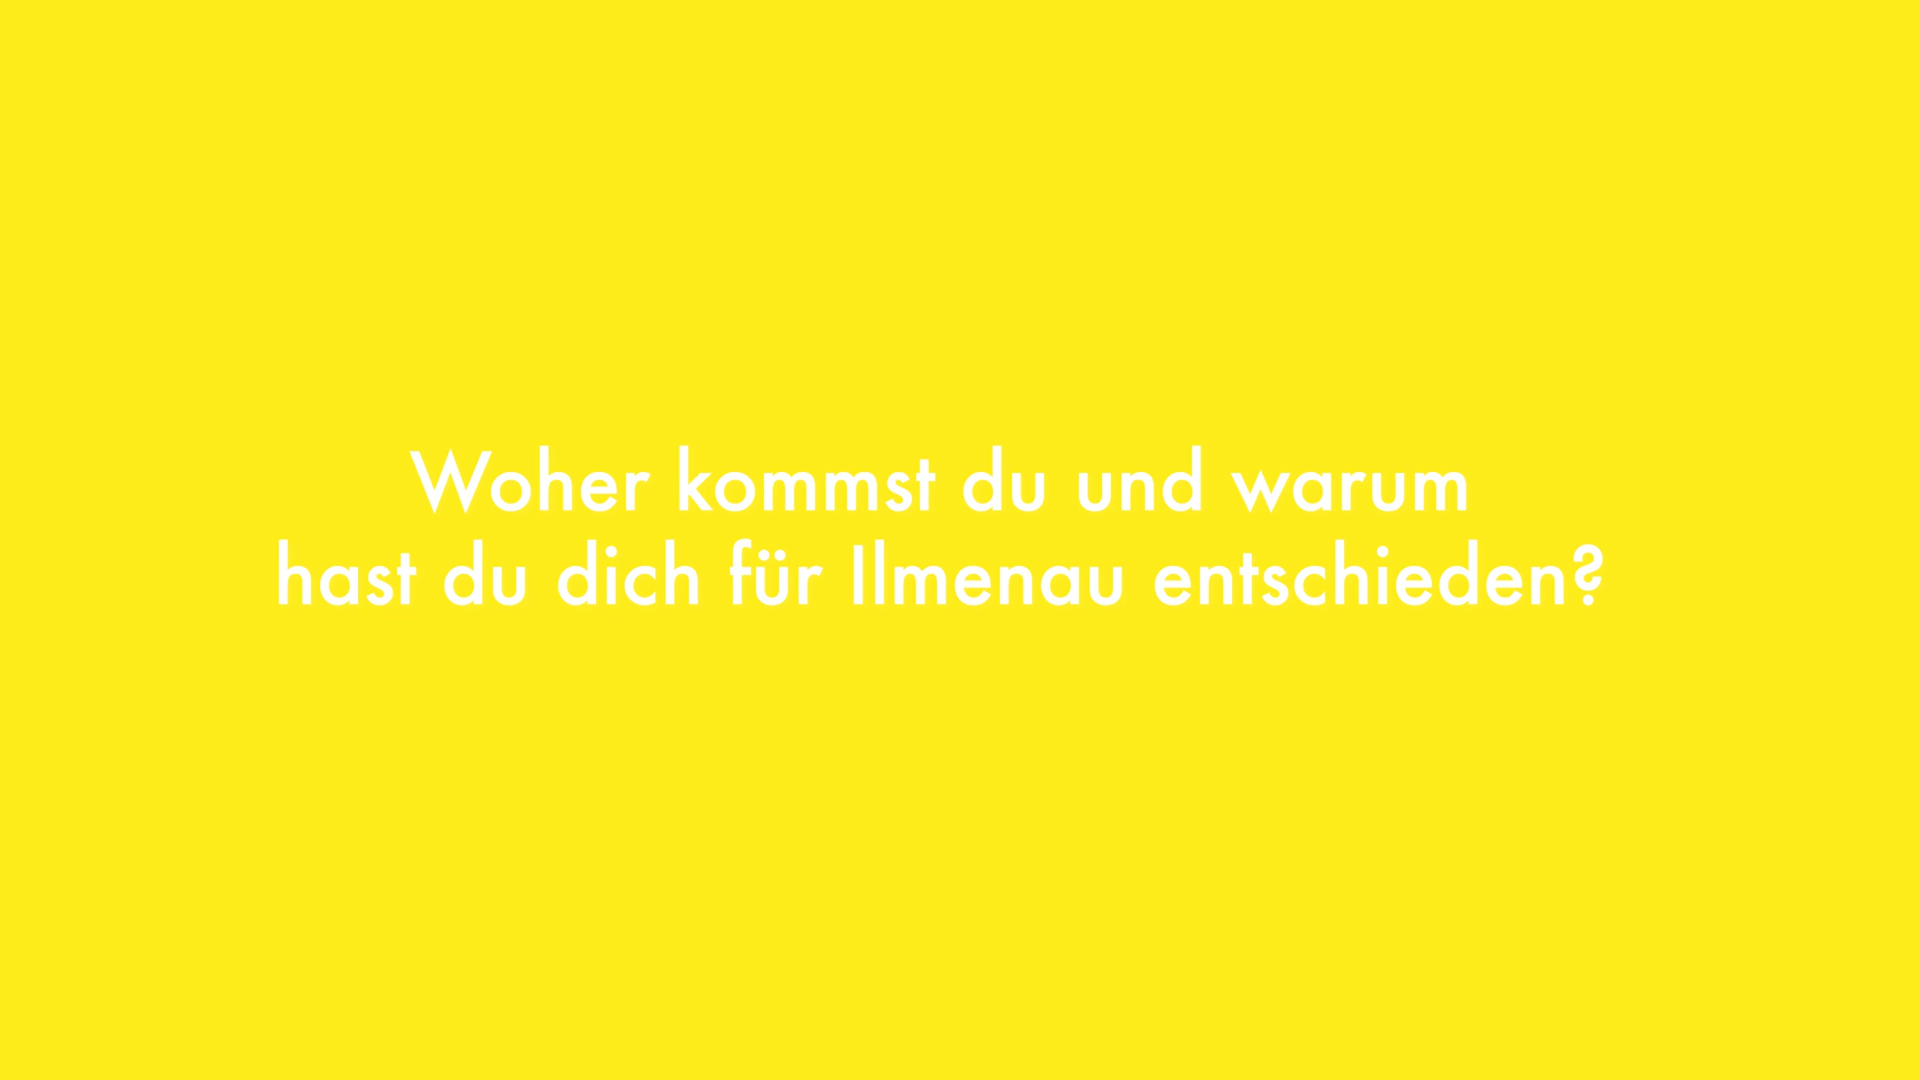 Woher kommst du und warum
hast du dich für Ilmenau entschieden?